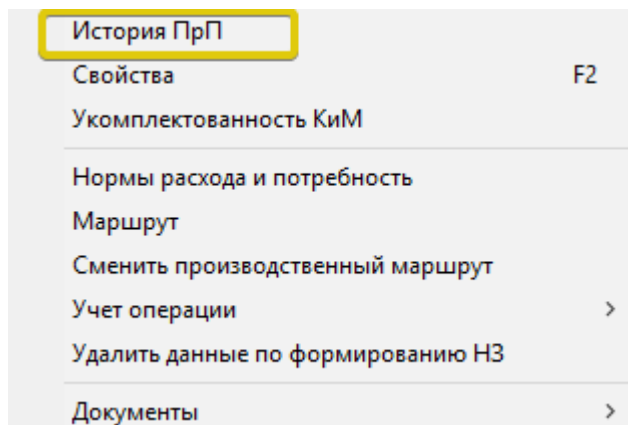 История ПрП
Свойства F2
Укомплектованность КиМ
Нормы расхода и потребность
Маршрут
Сменить производственный маршрут
Учет операции >
Удалить данные по формированию НЗ
Документы >